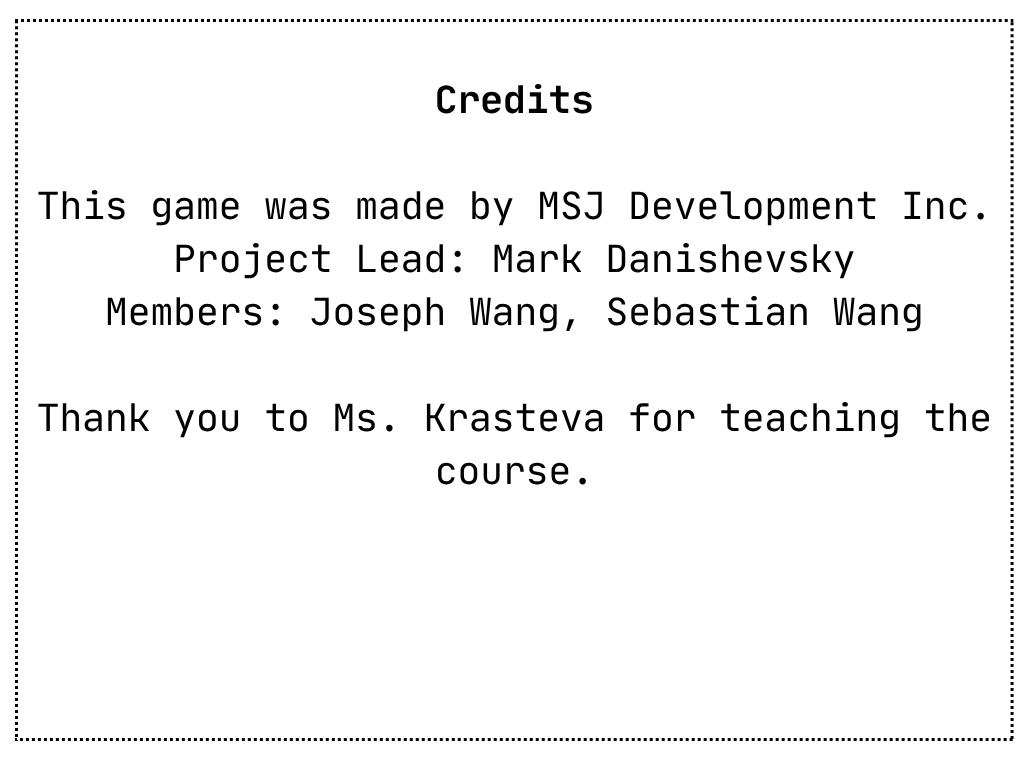 Credits
This game was made by MSJ Development Inc.
Project Lead: Mark Danishevsky
Members: Joseph Wang, Sebastian Wang
Thank you to Ms. Krasteva for teaching the
course.